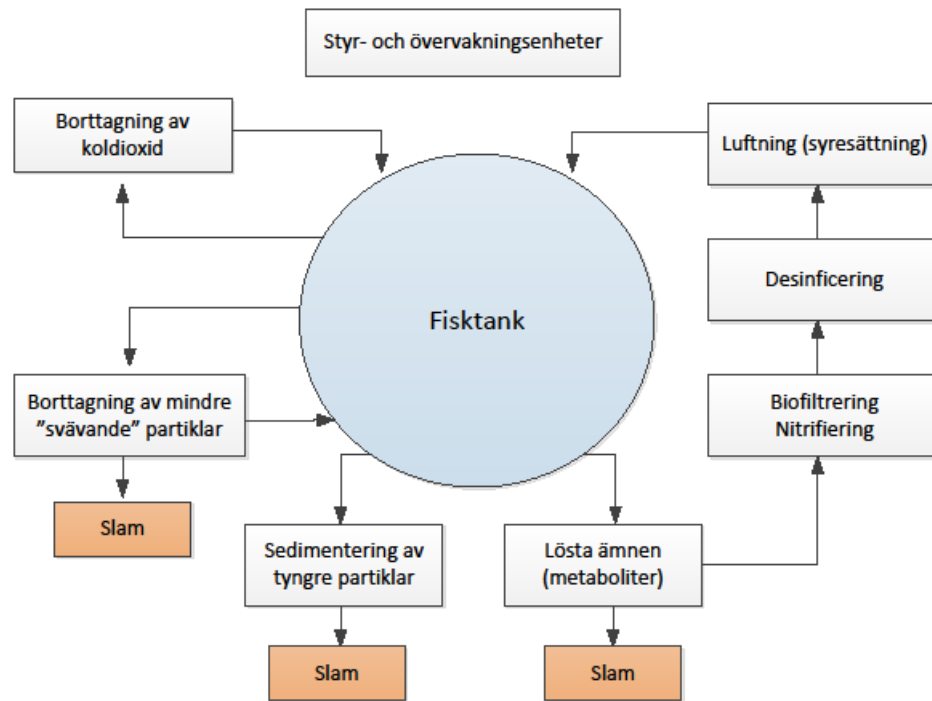 Styr- och övervakningsenheter
Borttagning av
koldioxid
Luftning (syresättning)
Desinficering
Fisktank
Borttagning av mindre
”svävande” partiklar
Biofiltrering
Nitrifiering
Slam
Sedimentering av
tyngre partiklar
Lösta ämnen
(metaboliter)
Slam
Slam